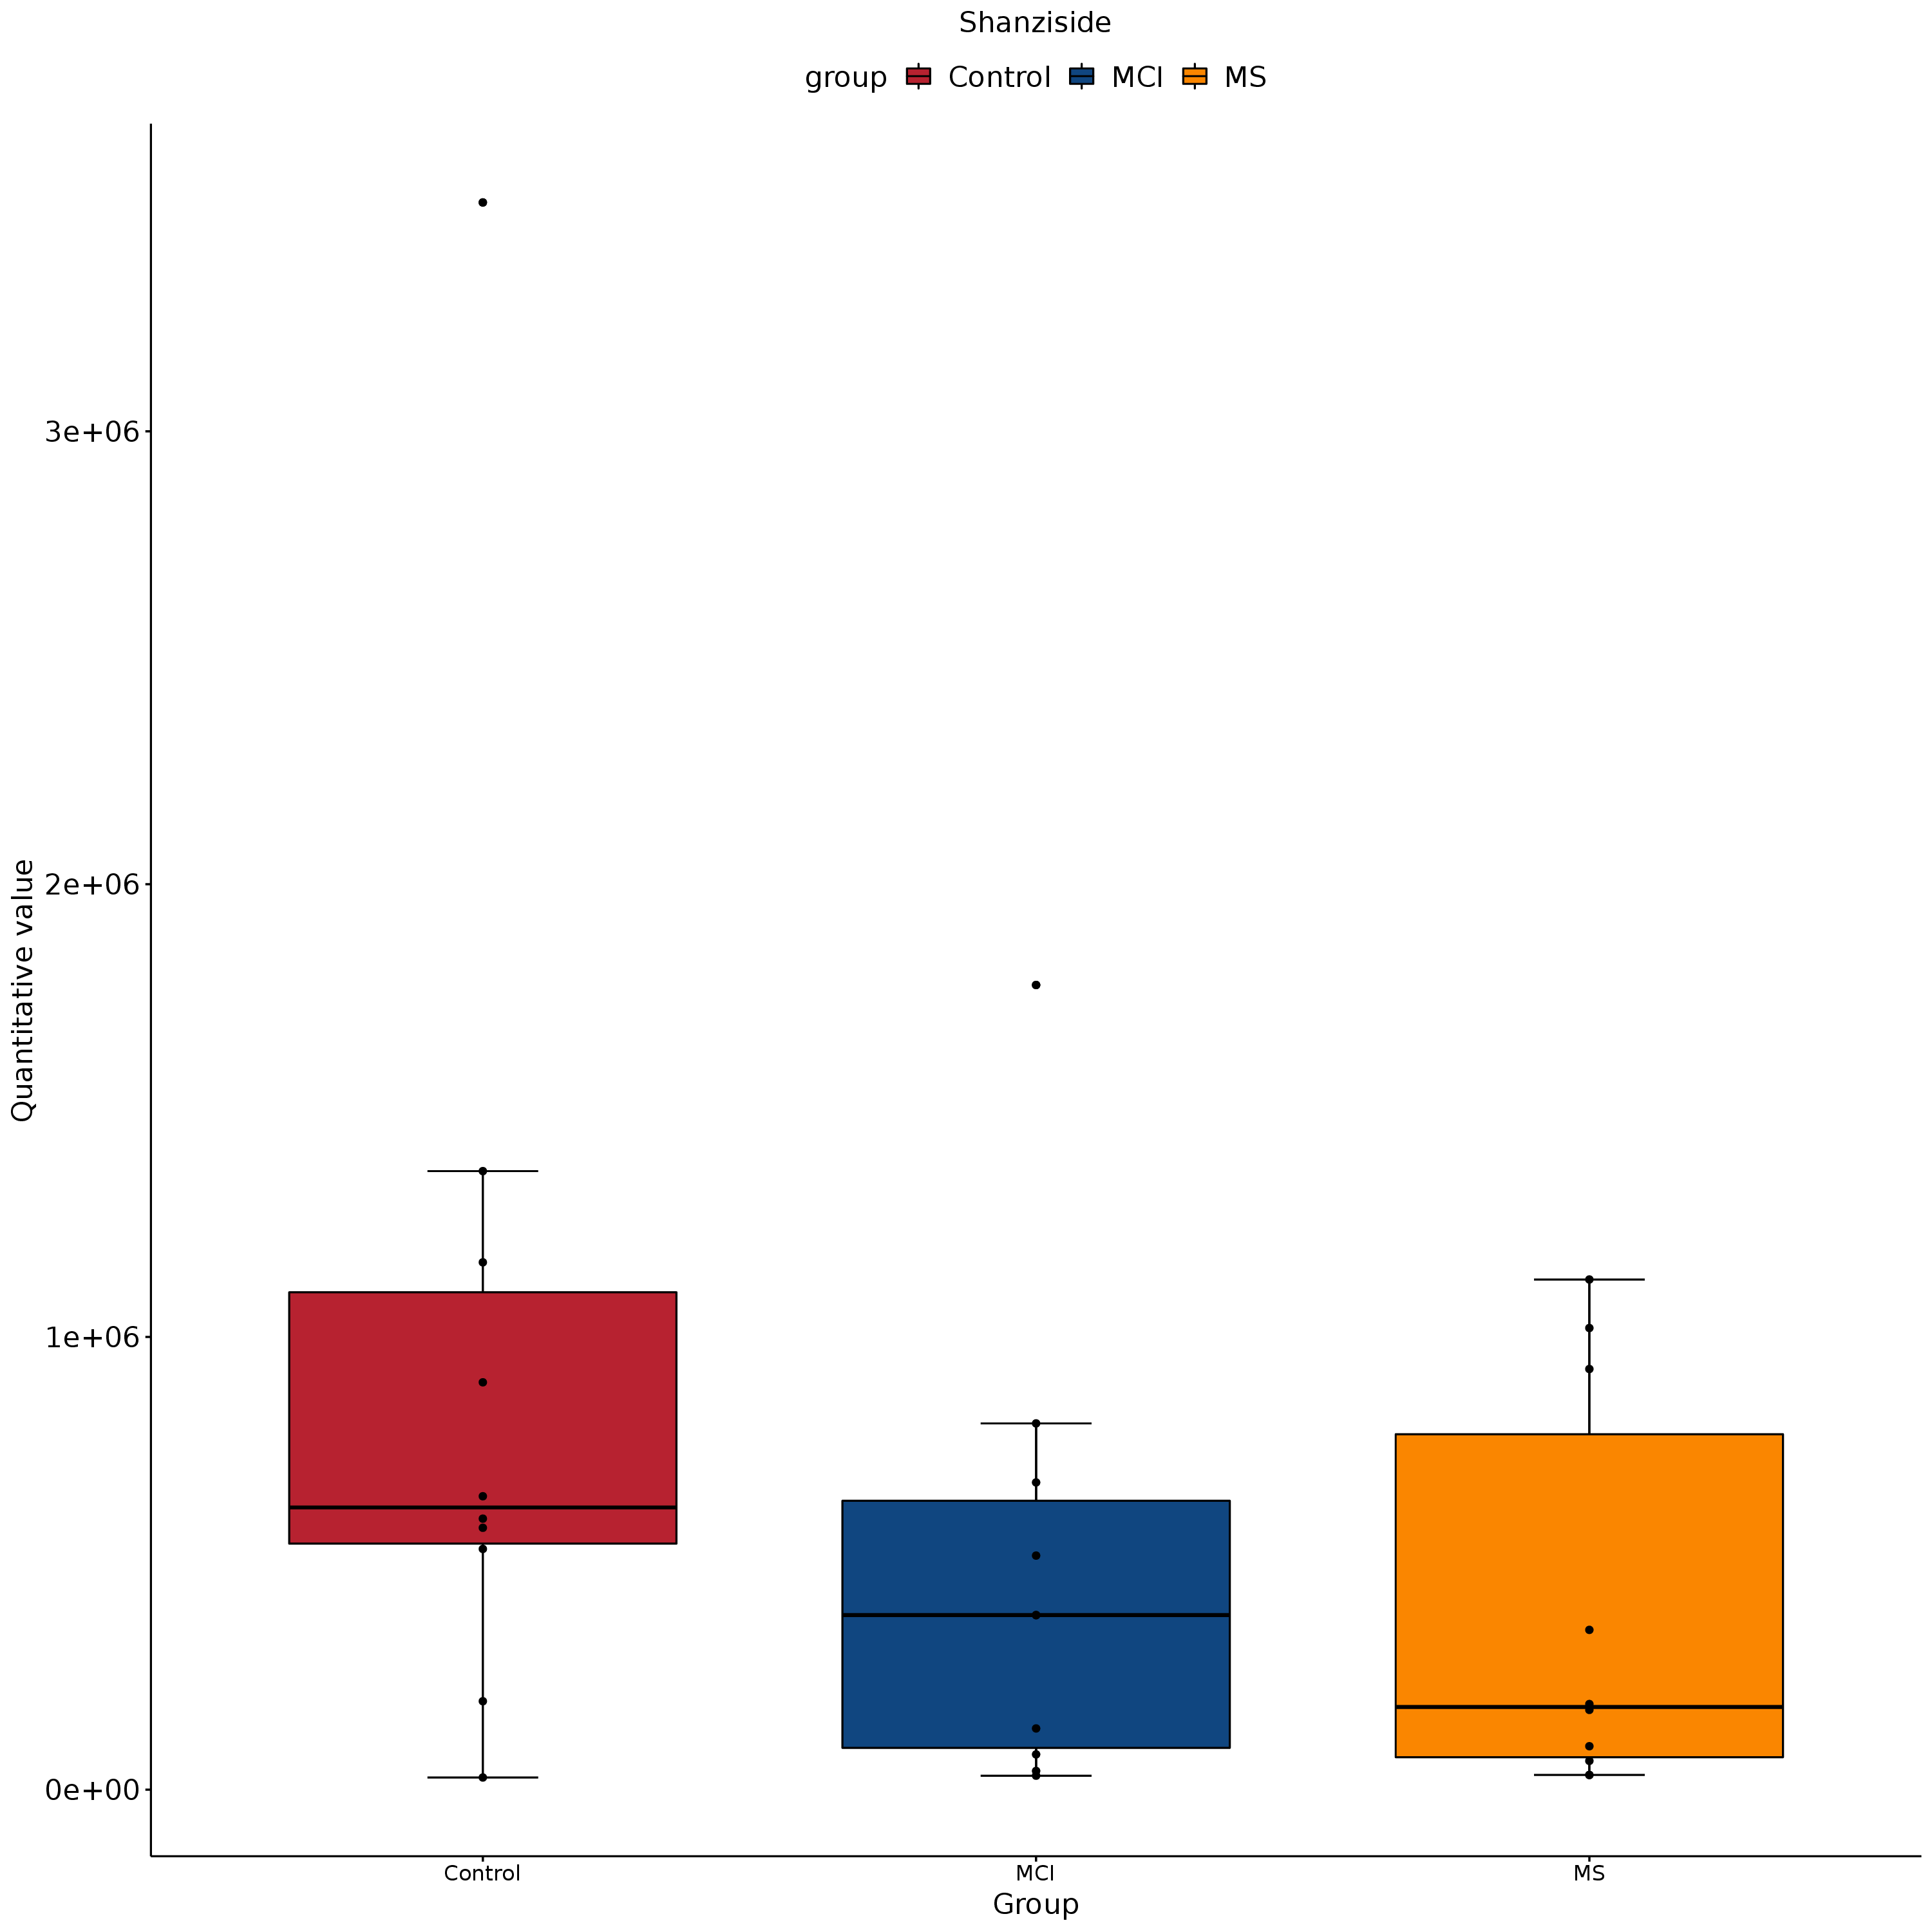 Shanziside
group Control MCI MS
Quantitative value
3e+06
2e+06
1e+06
0e+00
Control MCI MS
Group